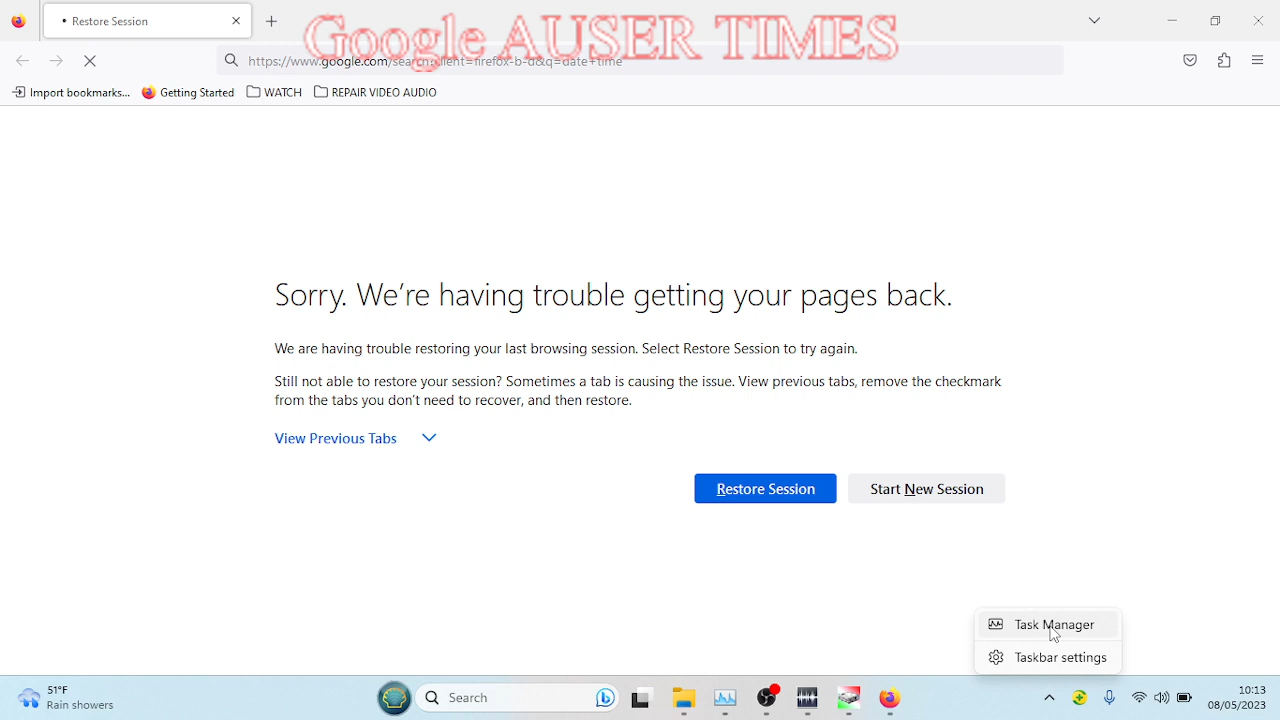 Restore Session
Google AUSER TIMES
https://www.google.com/search?client=firefox-b-d&q=date+time
Import bookmarks... Getting Started WATCH REPAIR VIDEO AUDIO
Sorry. We're having trouble getting your pages back.
We are having trouble restoring your last browsing session. Select Restore Session to try again.
Still not able to restore your session? Sometimes a tab is causing the issue. View previous tabs, remove the checkmark
from the tabs you don't need to recover, and then restore.
View Previous Tabs
Restore Session Start New Session
Task Manager
Taskbar settings
51°F
Rain showers
Search
10:13
08/05/2023